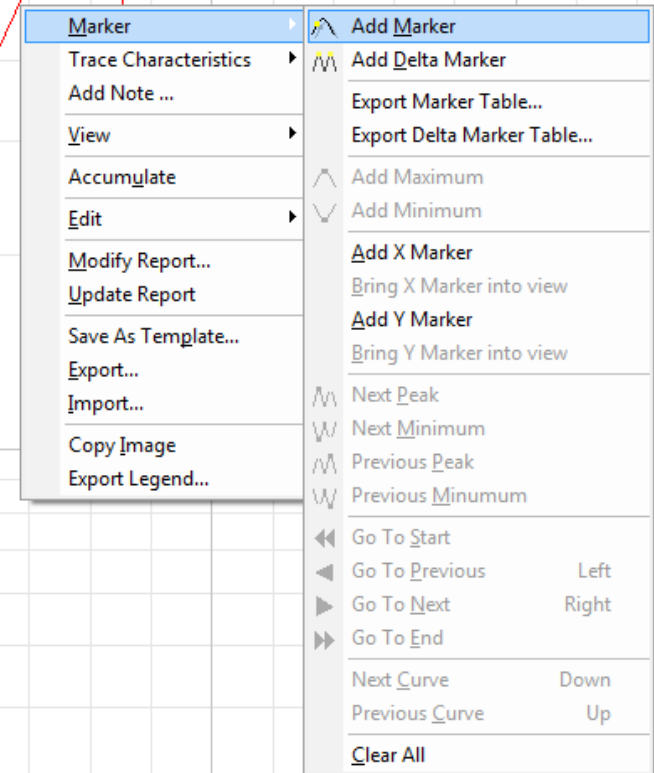 Marker
Trace Characteristics
Add Note ...
View
Accumulate
Edit
Modify Report...
Update Report
Save As Template...
Export...
Import...
Copy Image
Export Legend...
Add Marker
Add Delta Marker
Export Marker Table...
Export Delta Marker Table...
Add Maximum
Add Minimum
Add X Marker
Bring X Marker into view
Add Y Marker
Bring Y Marker into view
Next Peak
Next Minimum
Previous Peak
Previous Minumum
Go To Start
Go To Previous Left
Go To Next Right
Go To End
Next Curve Down
Previous Curve Up
Clear All